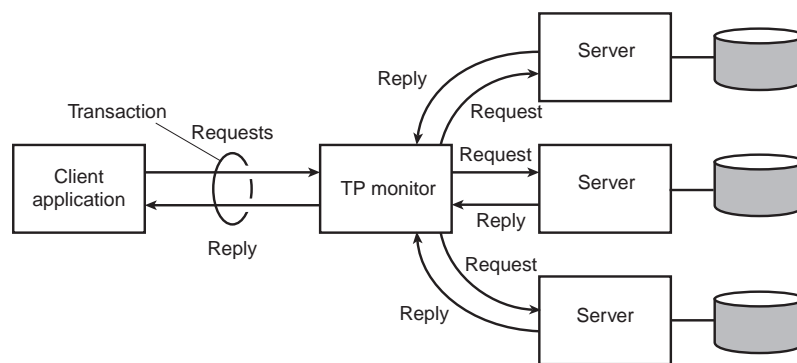 Server
Reply
Transaction
Requests
Request
Client
application
TP monitor
Request
Server
Reply
Reply
Request
Reply
Server